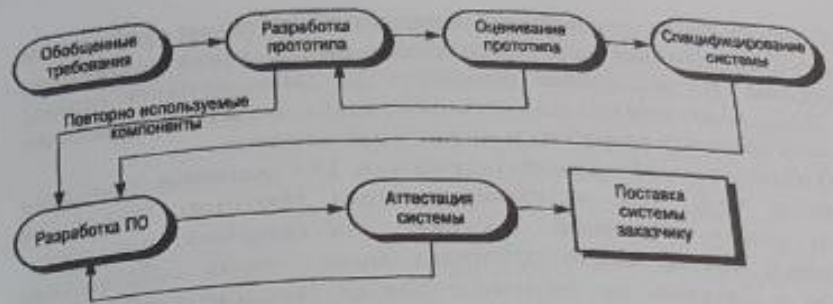 Обобщенные
требования
Разработка
прототипа
Оценивание
прототипа
Специфицирование
системы
Повторно используемые
компоненты
Разработка ПО
Аттестация
системы
Поставка
системы
заказчику